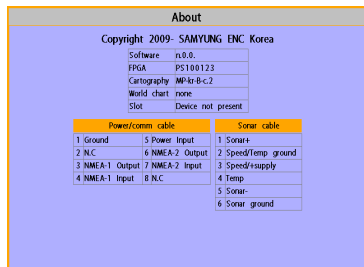 About
Copyright 2009- SAMYUNG ENC Korea
Software n.0.0.
FPGA PS100123
Cartography MP-kr-B-c.2
World chart none
Slot Device not present
Power/comm cable
1 Ground 5 Power Input
2 N.C 6 NMEA-2 Output
3 NMEA-1 Output 7 NMEA-2 Input
4 NMEA-1 Input 8 N.C
Sonar cable
1 Sonar+
2 Speed/Temp ground
3 Speed/+supply
4 Temp
5 Sonar-
6 Sonar ground